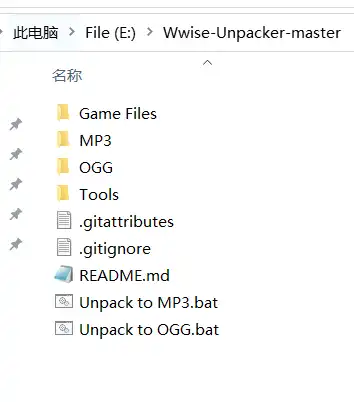 此电脑 > File (E:) > Wwise-Unpacker-master
名称
Game Files
MP3
OGG
Tools
.gitattributes
.gitignore
README.md
Unpack to MP3.bat
Unpack to OGG.bat